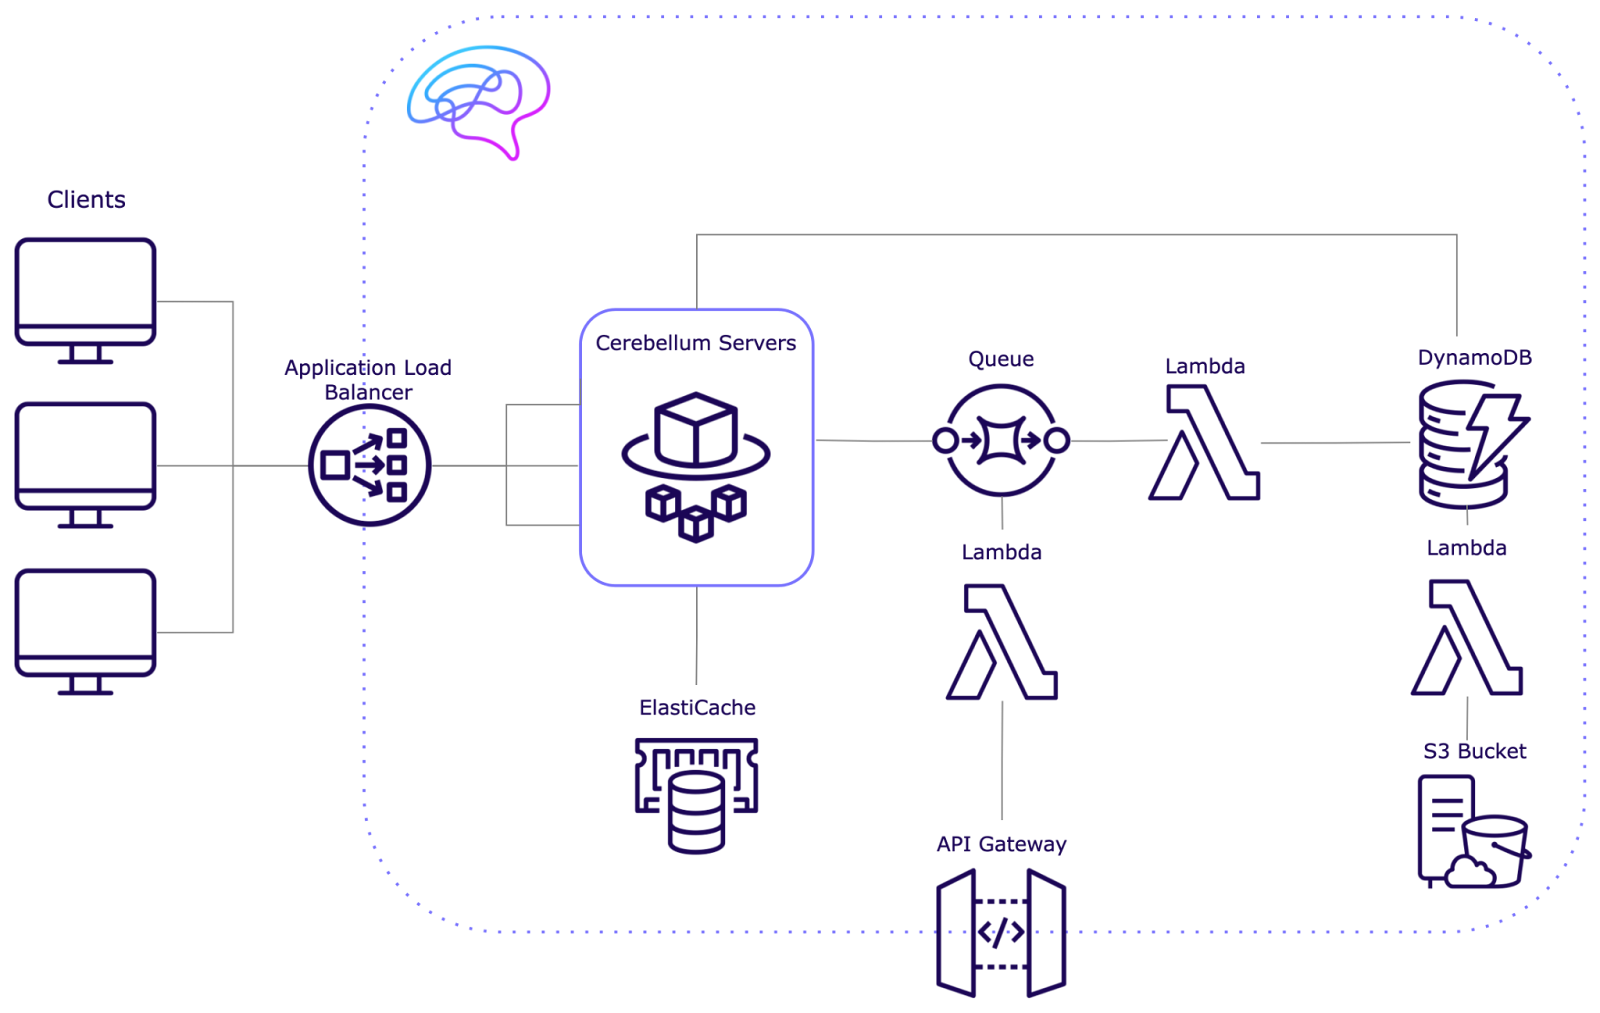 Clients
Application Load
Balancer
Cerebellum Servers
Queue
Lambda
DynamoDB
Lambda
Lambda
ElastiCache
S3 Bucket
API Gateway
</>